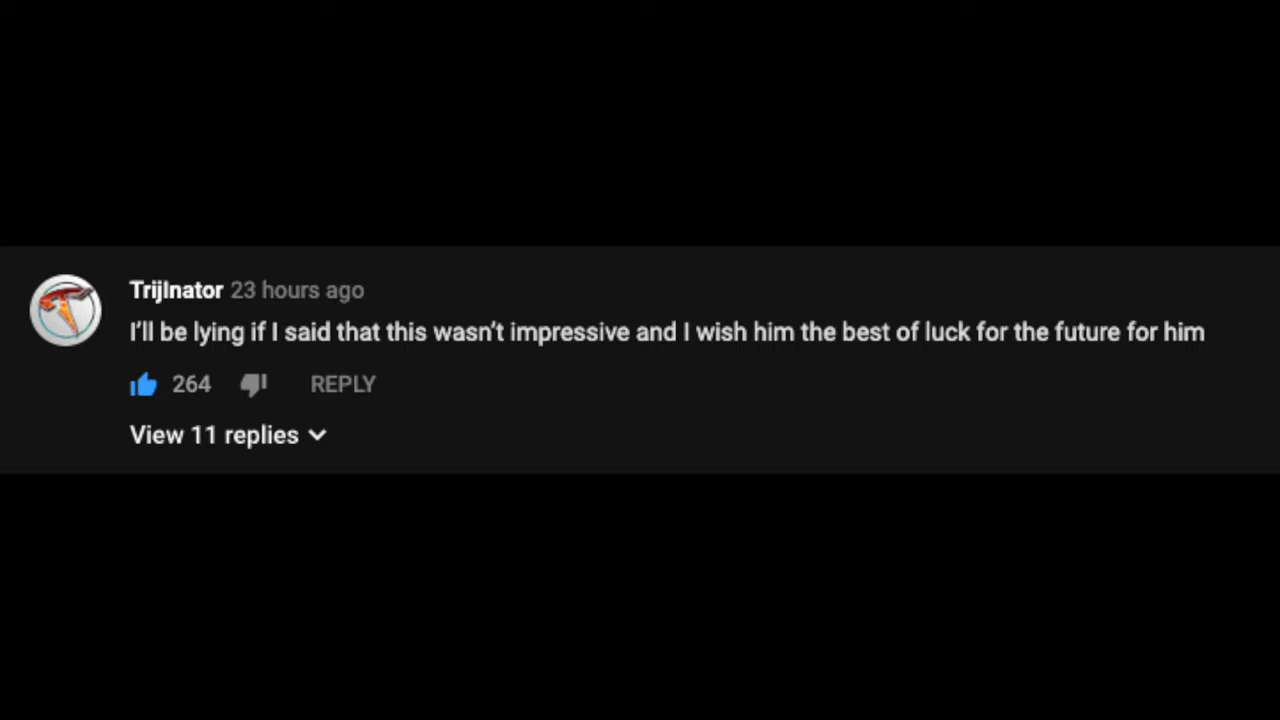 TrijInator 23 hours ago
I'll be lying if I said that this wasn't impressive and I wish him the best of luck for the future for him
264 REPLY
View 11 replies